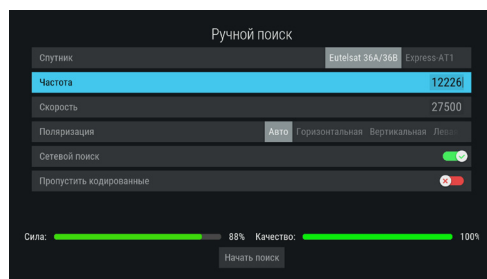 Ручной поиск
Спутник Eutelsat 36A/36B Express-AT1
Частота 12226
Скорость 27500
Поляризация Авто Горизонтальная Вертикальная
Сетевой поиск
Пропустить кодированные
Сила: 88% Качество: 100%
Начать поиск